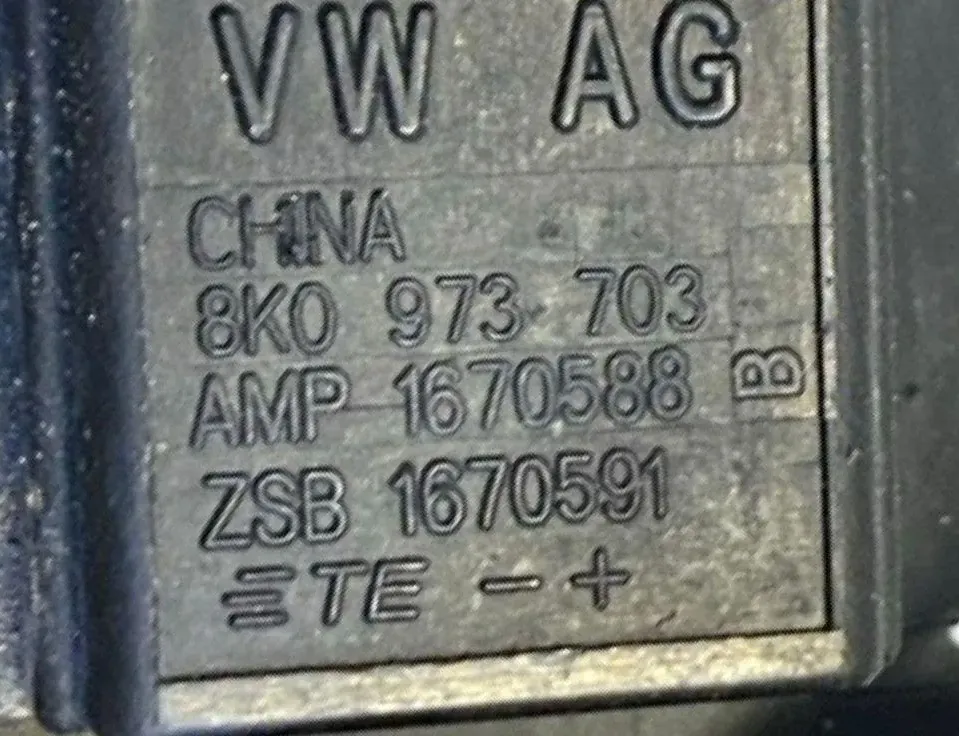 VW AG
CHINA
8K0 973 703
AMP 1670588
B
ZSB 1670591
TE - +